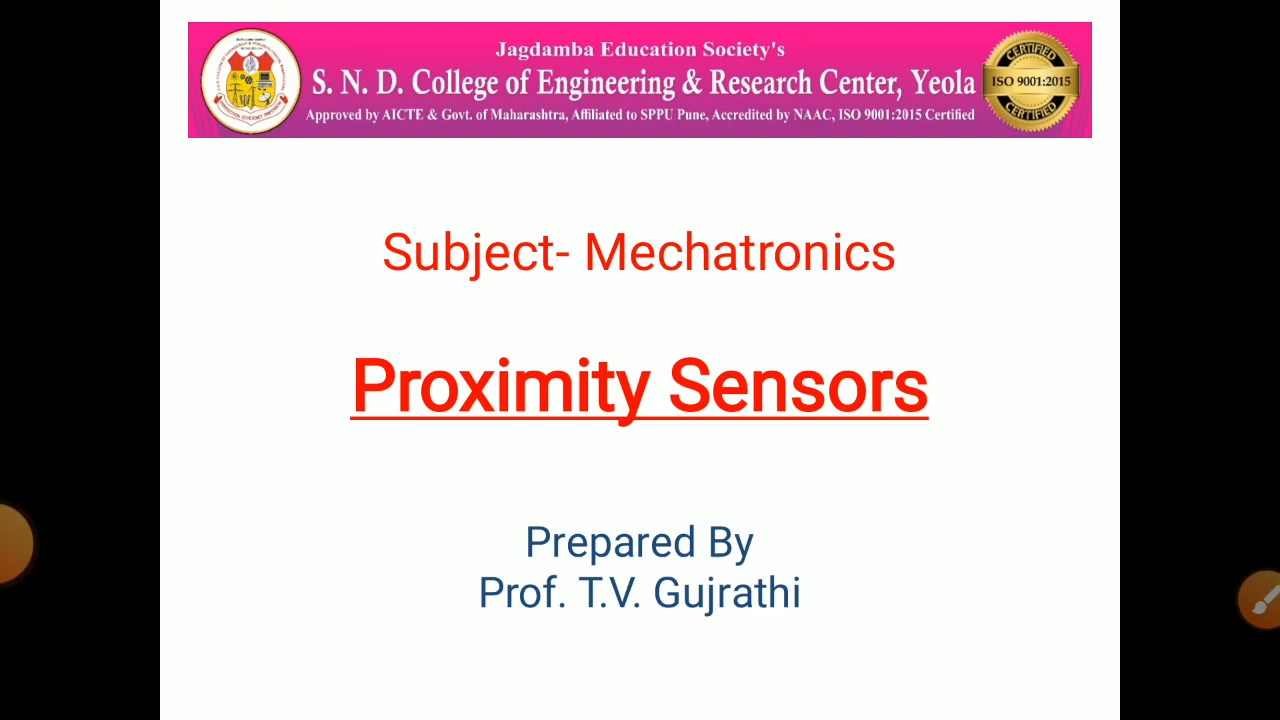 Jagdamba Education Society's
S. N. D. College of Engineering & Research Center, Yeola
Approved by AICTE & Govt. of Maharashtra, Affiliated to SPPU Pune, Accredited by NAAC, ISO 9001:2015 Certified
CERTIFIED
ISO 9001:2015
CERTIFIED
Subject- Mechatronics
Proximity Sensors
Prepared By
Prof. T.V. Gujrathi